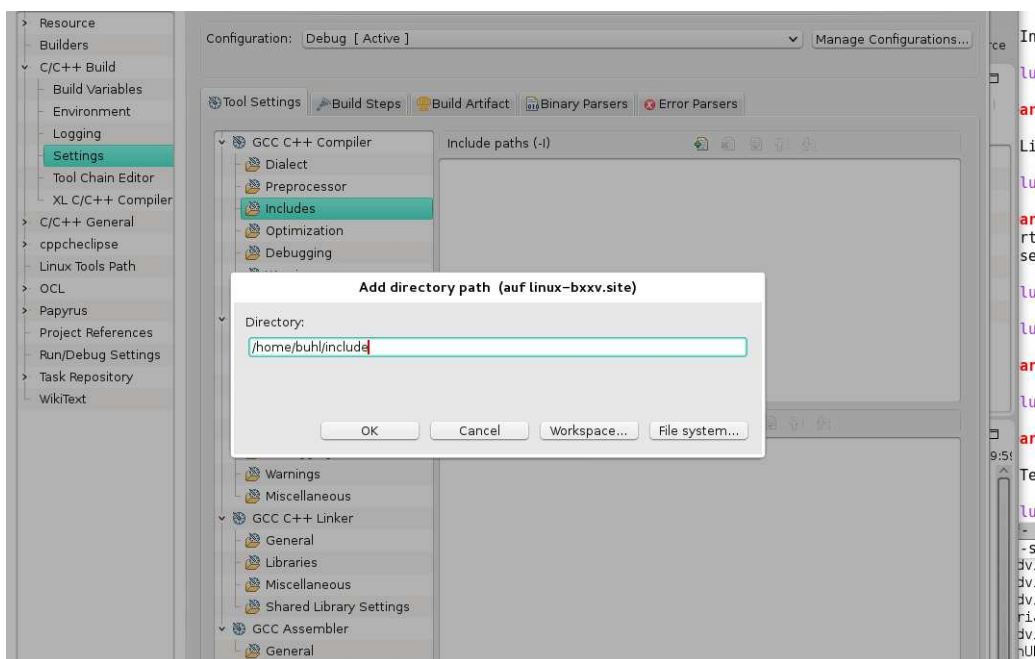 Resource
Builders
C/C++ Build
Build Variables
Environment
Logging
Settings
Tool Chain Editor
XL C/C++ Compiler
C/C++ General
cppcheclipse
Linux Tools Path
OCL
Papyrus
Project References
Run/Debug Settings
Task Repository
WikiText
Configuration: Debug [ Active ]
Manage Configurations...
Tool Settings Build Steps Build Artifact Binary Parsers Error Parsers
GCC C++ Compiler
Dialect
Preprocessor
Includes
Optimization
Debugging
Include paths (-I)
Add directory path (auf linux-bxxv.site)
Directory:
/home/buhl/include
OK Cancel Workspace... File system...
Warnings
Miscellaneous
GCC C++ Linker
General
Libraries
Miscellaneous
Shared Library Settings
GCC Assembler
General